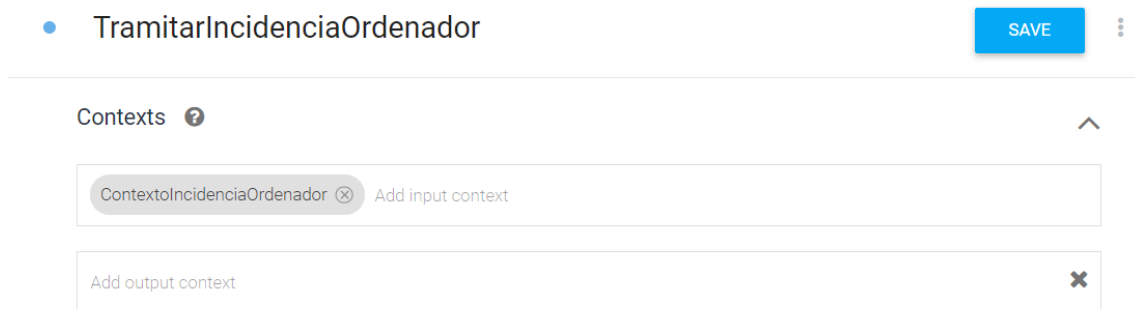 TramitarIncidenciaOrdenador SAVE
Contexts
ContextoIncidenciaOrdenador Add input context
Add output context